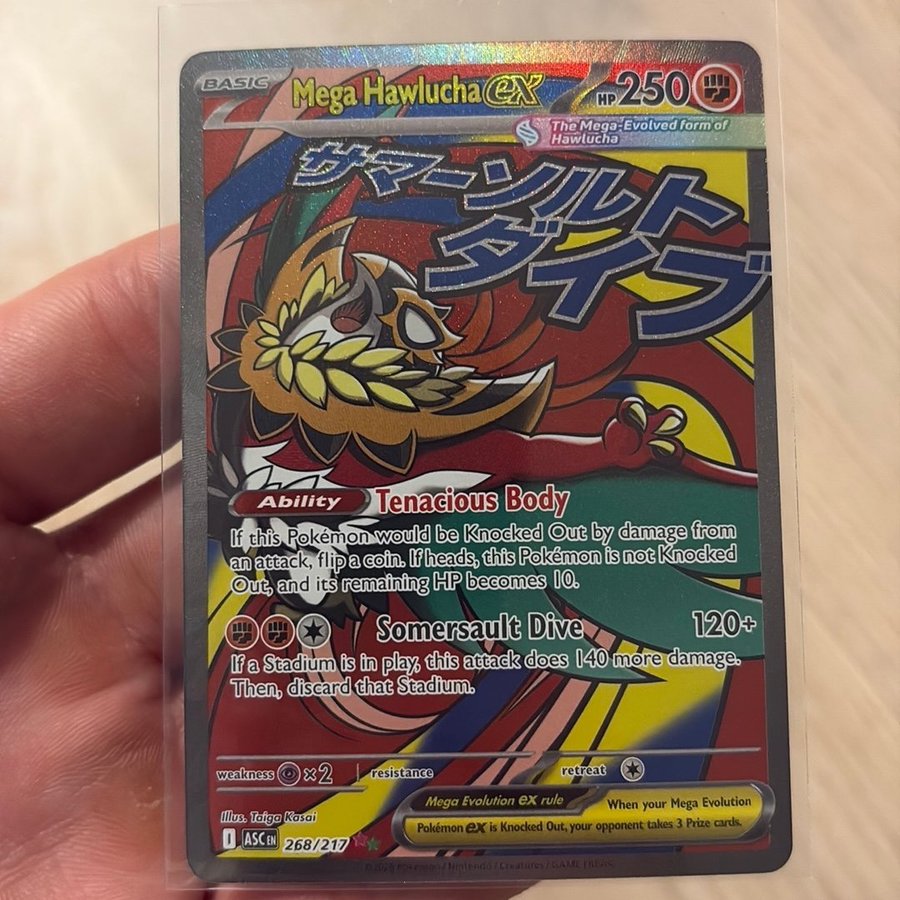 BASIC
Mega Hawlucha ex
HP 250
The Mega-Evolved form of
Hawlucha
サマーソルト
ダイブ
Ability Tenacious Body
If this Pokémon would be Knocked Out by damage from
an attack, flip a coin. If heads, this Pokémon is not Knocked
Out, and its remaining HP becomes 10.
Somersault Dive 120+
If a Stadium is in play, this attack does 140 more damage.
Then, discard that Stadium.
weakness ×2 resistance retreat
Mega Evolution ex rule When your Mega Evolution
Pokémon ex is Knocked Out, your opponent takes 3 Prize cards.
Illus. Taiga Kasai
I ASC EN 268/217
Pokémon / Nintendo / Creatures / GAME FREAK